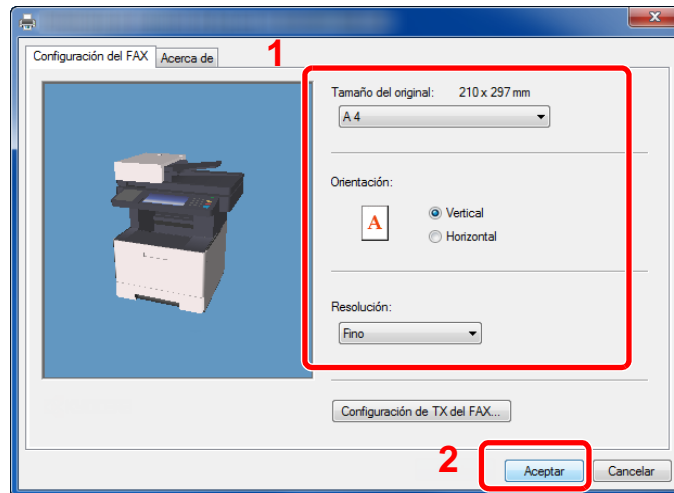 Configuración del FAX Acerca de
1
Tamaño del original: 210 x 297 mm
A4
Orientación:
A
Vertical
Horizontal
Resolución:
Fino
Configuración de TX del FAX...
2
Aceptar Cancelar